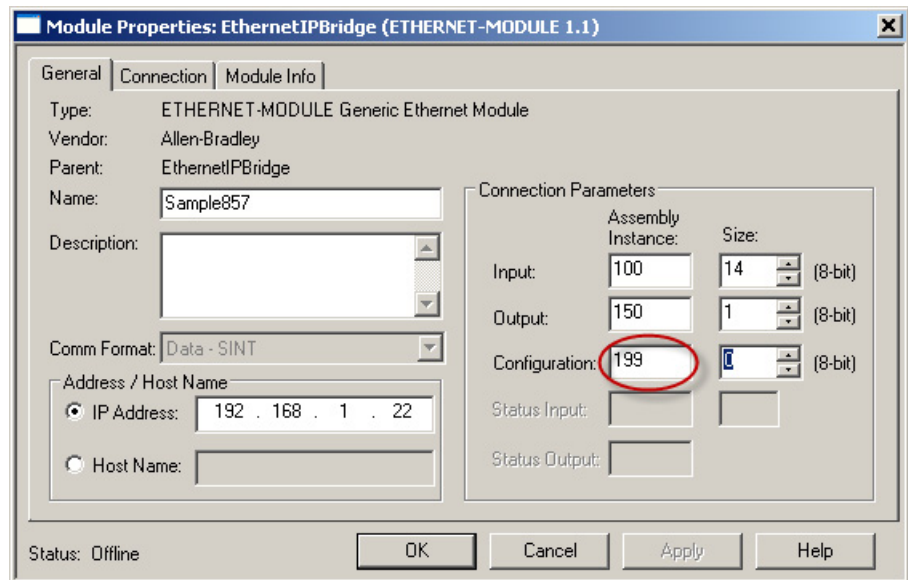 Module Properties: EthernetIPBridge (ETHERNET-MODULE 1.1)
General Connection Module Info
Type: ETHERNET-MODULE Generic Ethernet Module
Vendor: Allen-Bradley
Parent: EthernetIPBridge
Name: Sample857
Description:
Comm Format: Data - SINT
Address / Host Name
IP Address: 192 . 168 . 1 . 22
Host Name:
Connection Parameters
Assembly Instance: Size:
Input: 100 14 (8-bit)
Output: 150 1 (8-bit)
Configuration: 199 0 (8-bit)
Status Input:
Status Output:
Status: Offline
OK Cancel Apply Help